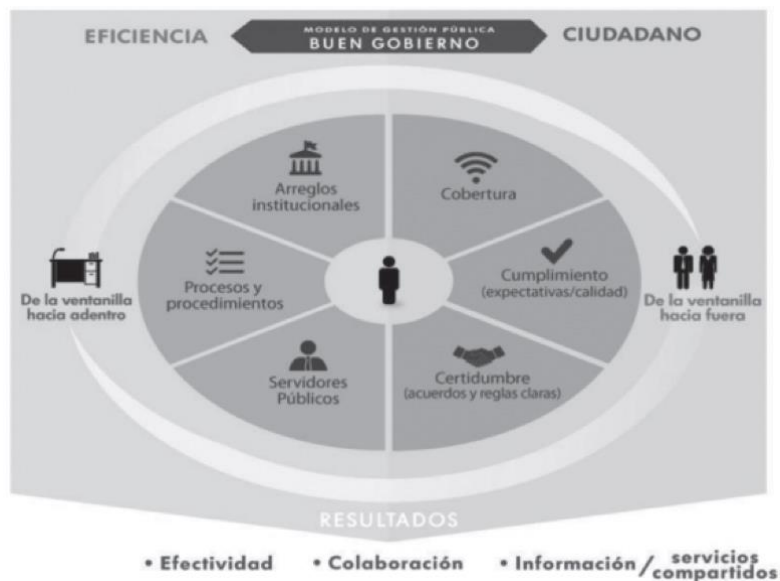 EFICIENCIA
MODELO DE GESTIÓN PÚBLICA
BUEN GOBIERNO
CIUDADANO
Arreglos
institucionales
Cobertura
Procesos y
procedimientos
Cumplimiento
(expectativas/calidad)
De la ventanilla
hacia adentro
De la ventanilla
hacia fuera
Servidores
Públicos
Certidumbre
(acuerdos y reglas claras)
RESULTADOS
• Efectividad
• Colaboración
• Información / servicios
compartidos